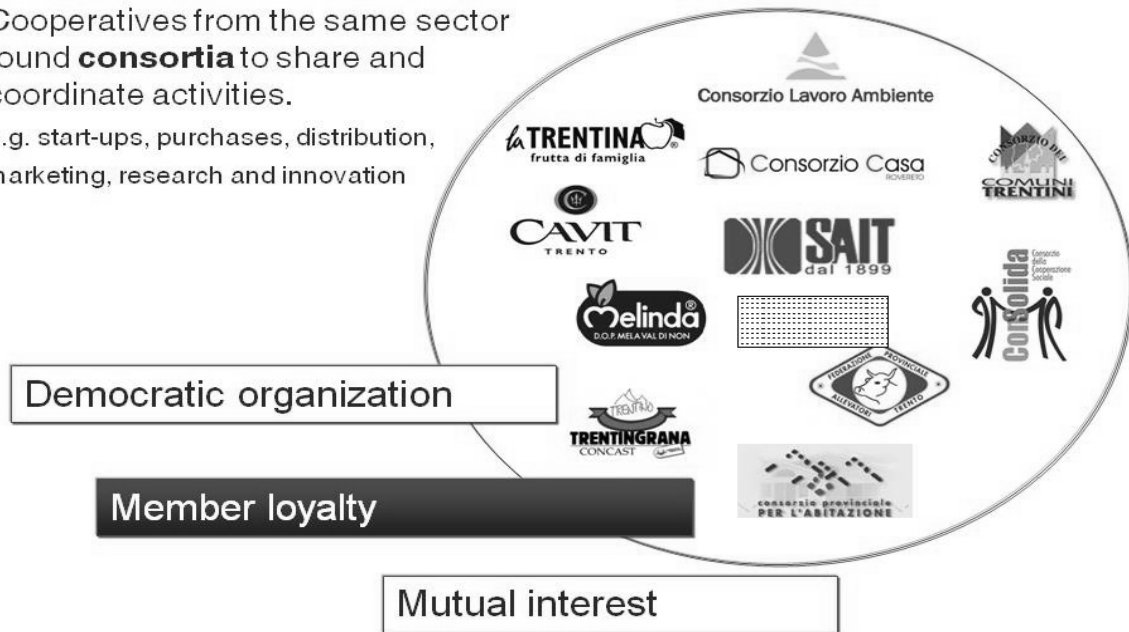 Cooperatives from the same sector
found consortia to share and
coordinate activities.
e.g. start-ups, purchases, distribution,
marketing, research and innovation
Consorzio Lavoro Ambiente
la TRENTINA ®
frutta di famiglia
Consorzio Casa
ROVERETO
CONSORZIO DEI
COMUNI
TRENTINI
CAVIT
TRENTO
SAIT
dal 1899
ConSolida
Consorzio
della
Cooperazione
Sociale
Melinda ®
D.O.P. MELA VAL DI NON
FEDERAZIONE PROVINCIALE
ALLEVATORI TRENTO
Democratic organization
TRENTINO
TRENTINGRANA
CONCAST
consorzio provinciale
PER L'ABITAZIONE
Member loyalty
Mutual interest